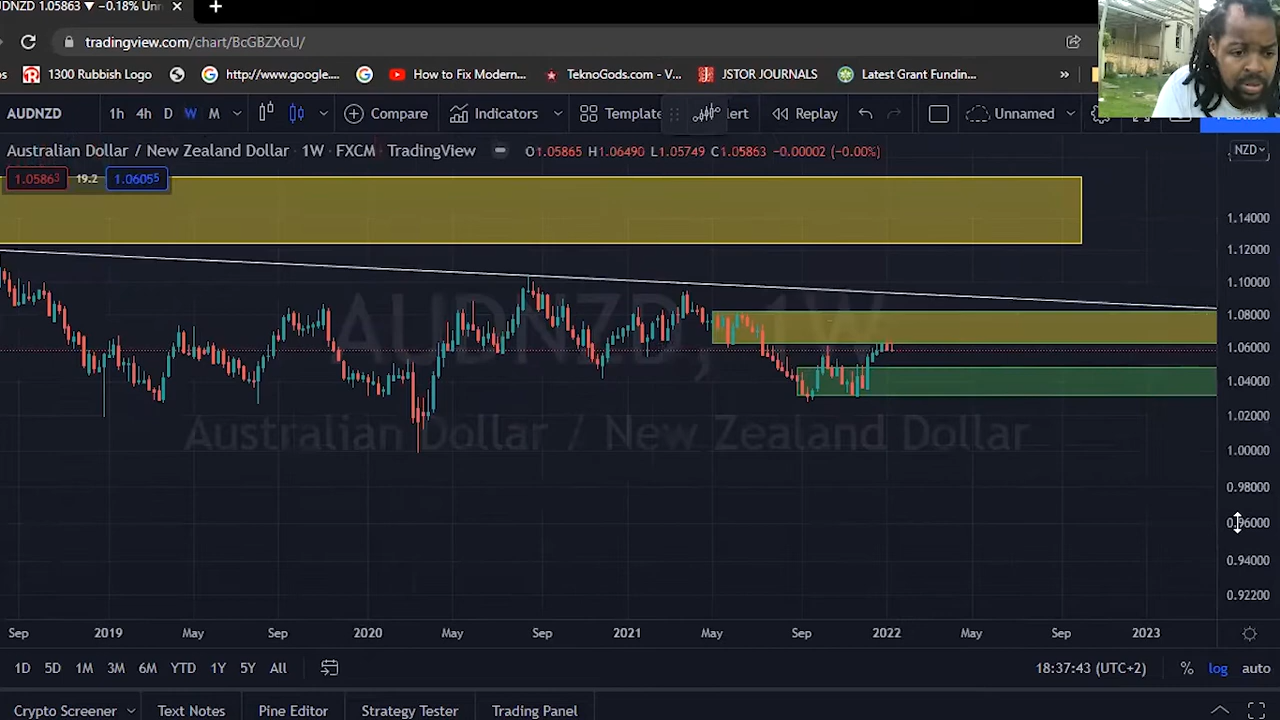 UDNZD 1.05863 ▼ −0.18% Un
tradingview.com/chart/BcGBZXoU/
1300 Rubbish Logo
http://www.google....
How to Fix Modern...
TeknoGods.com - V...
JSTOR JOURNALS
Latest Grant Fundin...
»
AUDNZD
1h 4h D W M
Compare
Indicators
Template
ert
Replay
Unnamed
Publish
Australian Dollar / New Zealand Dollar · 1W · FXCM · TradingView
O1.05865 H1.06490 L1.05749 C1.05863 −0.00002 (−0.00%)
NZD
1.05863 19.2 1.06055
AUDNZD, 1W
Australian Dollar / New Zealand Dollar
1.14000
1.12000
1.10000
1.08000
1.06000
1.04000
1.02000
1.00000
0.98000
0.96000
0.94000
0.92200
Sep 2019 May Sep 2020 May Sep 2021 May Sep 2022 May Sep 2023
1D 5D 1M 3M 6M YTD 1Y 5Y All
18:37:43 (UTC+2) % log auto
Crypto Screener Text Notes Pine Editor Strategy Tester Trading Panel